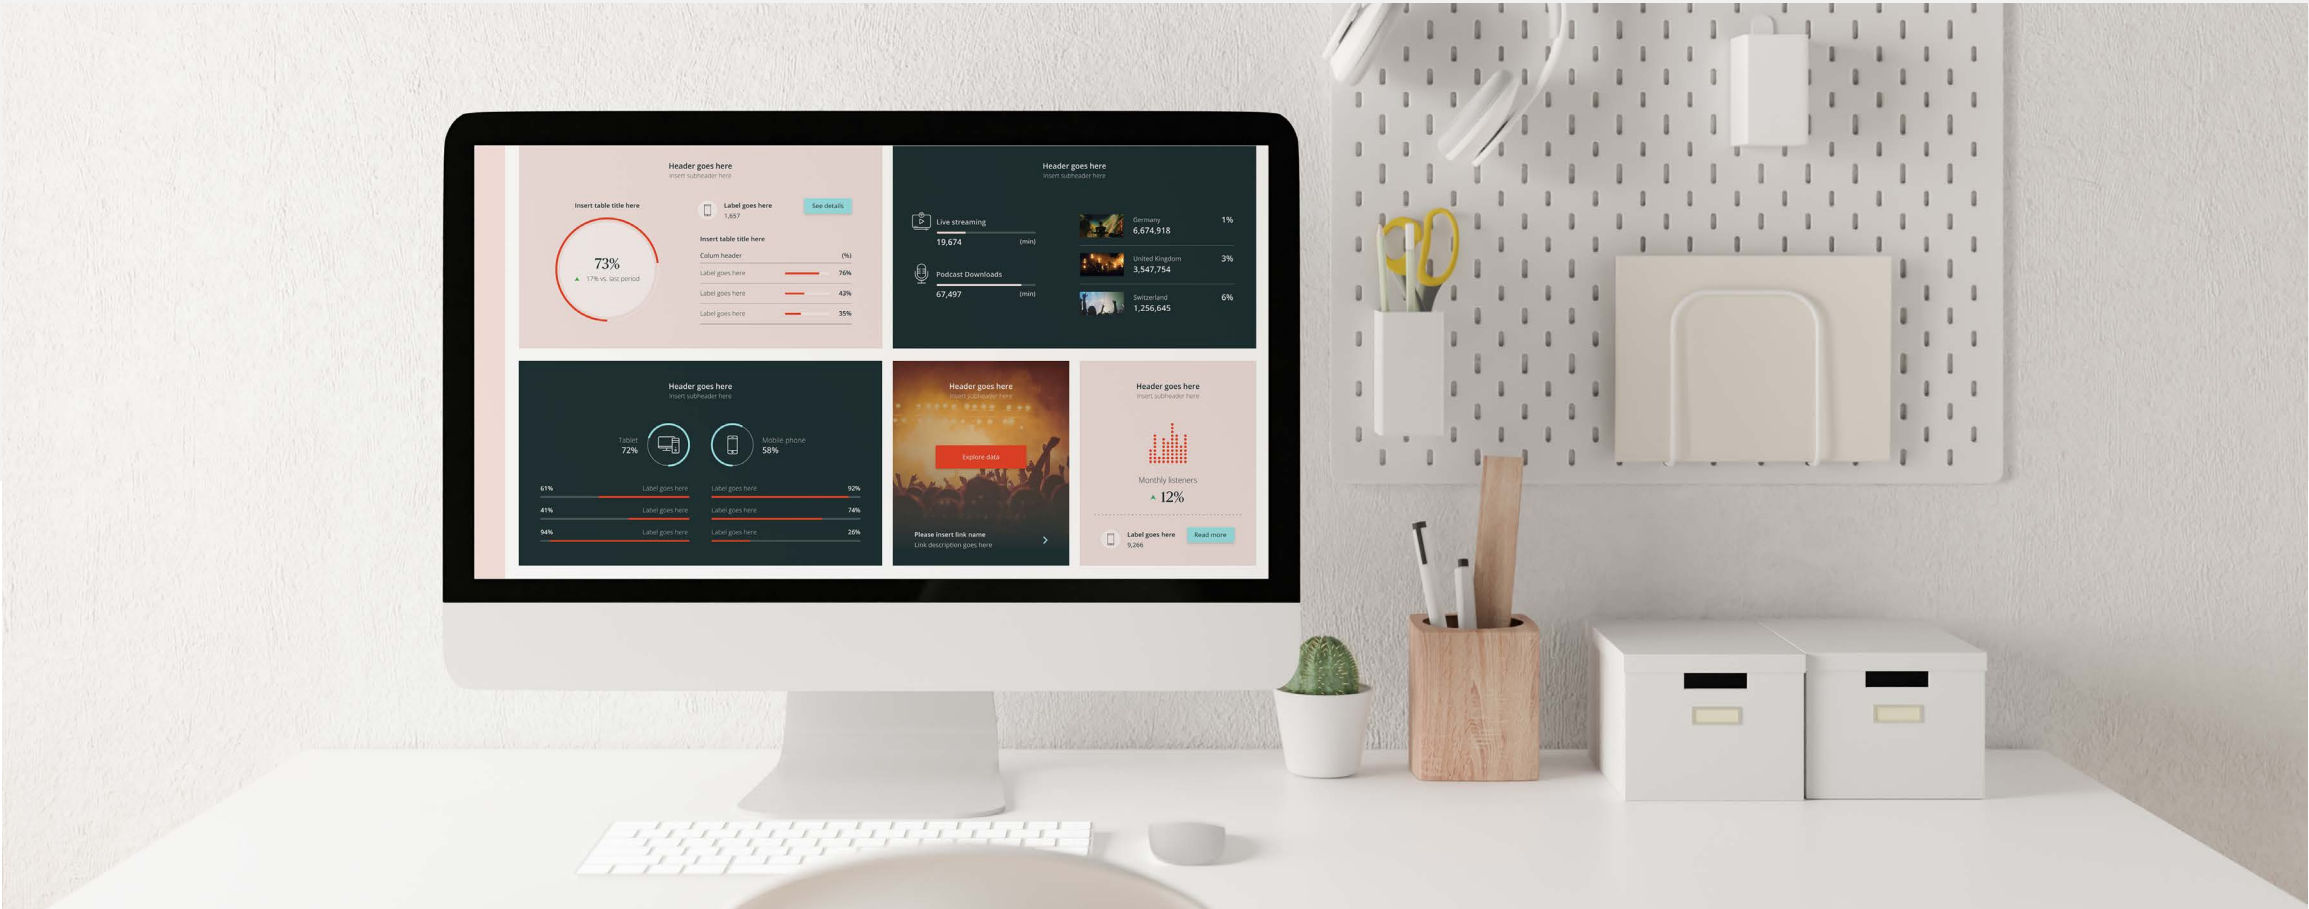 Header goes here
Insert subheader here
Insert table title here
73%
17% vs. last period
Label goes here
1,657
See details
Insert table title here
Colum header (%)
Label goes here 76%
Label goes here 43%
Label goes here 35%
Header goes here
Insert subheader here
Live streaming
19,674 (min)
Podcast Downloads
67,497 (min)
Germany 1%
6,674,918
United Kingdom 3%
3,547,754
Switzerland 6%
1,256,645
Header goes here
Insert subheader here
Tablet
72%
Mobile phone
58%
61% Label goes here Label goes here 92%
41% Label goes here Label goes here 74%
94% Label goes here Label goes here 26%
Header goes here
Insert subheader here
Explore data
Please insert link name
Link description goes here
Header goes here
Insert subheader here
Monthly listeners
12%
Label goes here
9,266
Read more